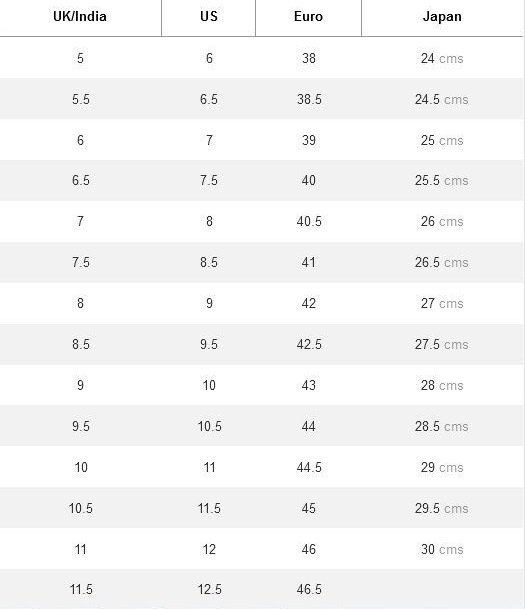 UK/India US Euro Japan
5 6 38 24 cms
5.5 6.5 38.5 24.5 cms
6 7 39 25 cms
6.5 7.5 40 25.5 cms
7 8 40.5 26 cms
7.5 8.5 41 26.5 cms
8 9 42 27 cms
8.5 9.5 42.5 27.5 cms
9 10 43 28 cms
9.5 10.5 44 28.5 cms
10 11 44.5 29 cms
10.5 11.5 45 29.5 cms
11 12 46 30 cms
11.5 12.5 46.5